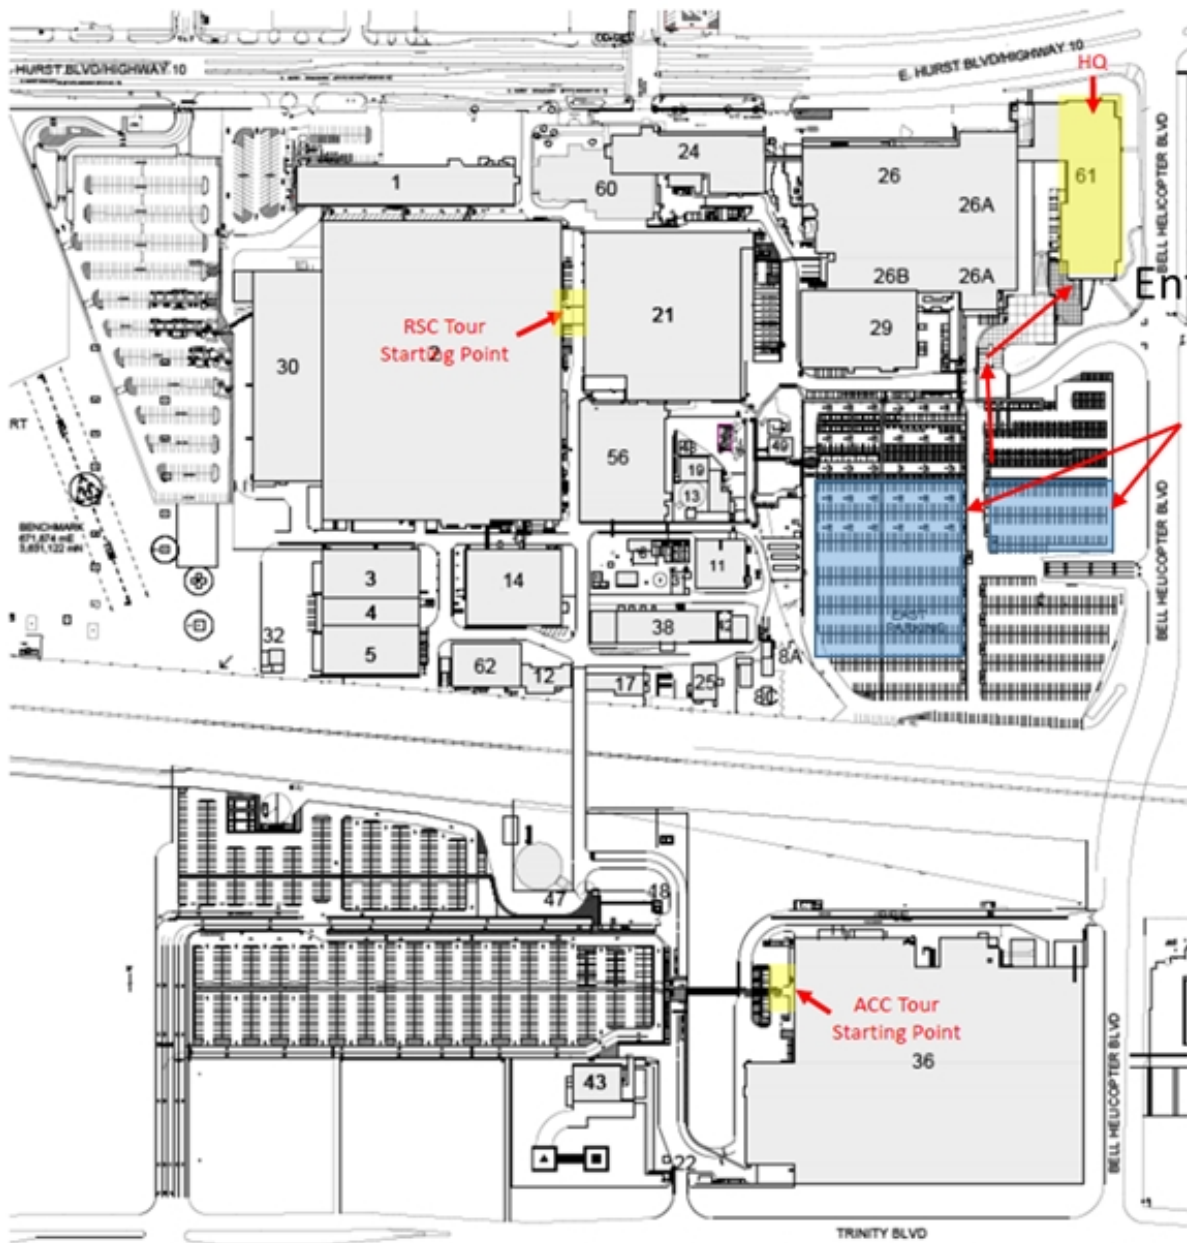 HURST BLVD/HIGHWAY 10
E. HURST BLVD/HIGHWAY 10
HQ
1
24
60
26
26A
61
BELL HELICOPTER BLVD
26B
26A
Ent
RSC Tour
Starting Point
2
21
29
30
RT
56
49
19
13
BENCHMARK
BELL HELICOPTER BLVD
3
14
11
4
38
EAST
PARKING
32
5
62
12
17
25
8A
8C
47
48
ACC Tour
Starting Point
36
43
22
BELL HELICOPTER BLVD
TRINITY BLVD